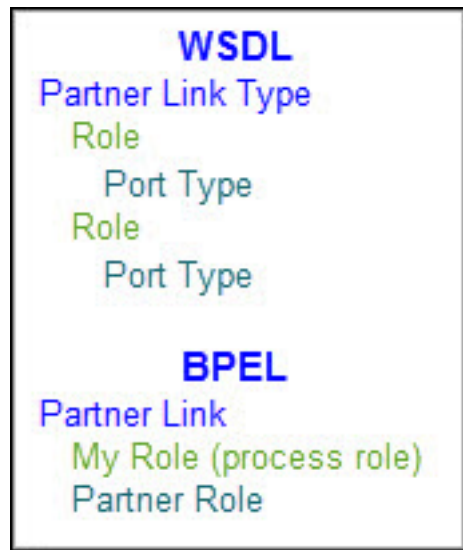 WSDL
Partner Link Type
Role
Port Type
Role
Port Type
BPEL
Partner Link
My Role (process role)
Partner Role